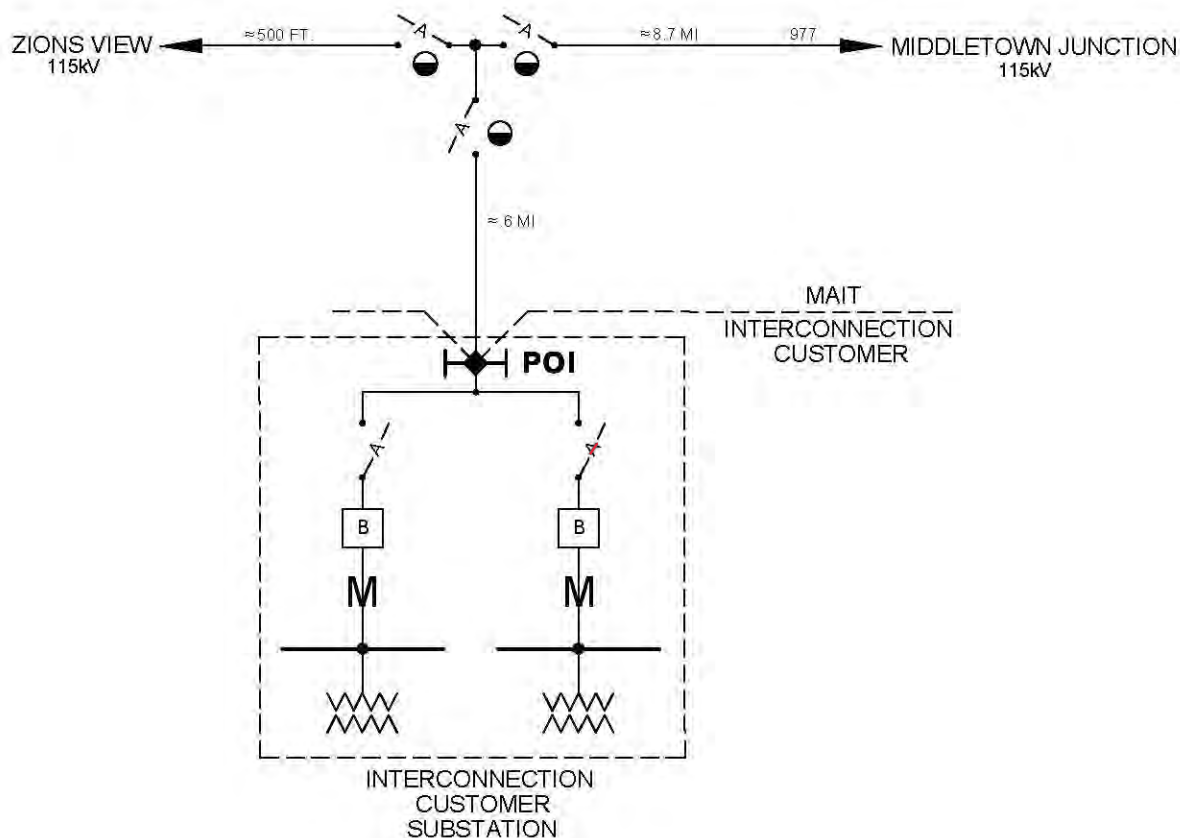 A A
ZIONS VIEW ≈500 FT. ≈8.7 MI 977 MIDDLETOWN JUNCTION
115kV 115kV
A
≈ 6 MI
MAIT
INTERCONNECTION
CUSTOMER
POI
A A
B B
M M
INTERCONNECTION
CUSTOMER
SUBSTATION